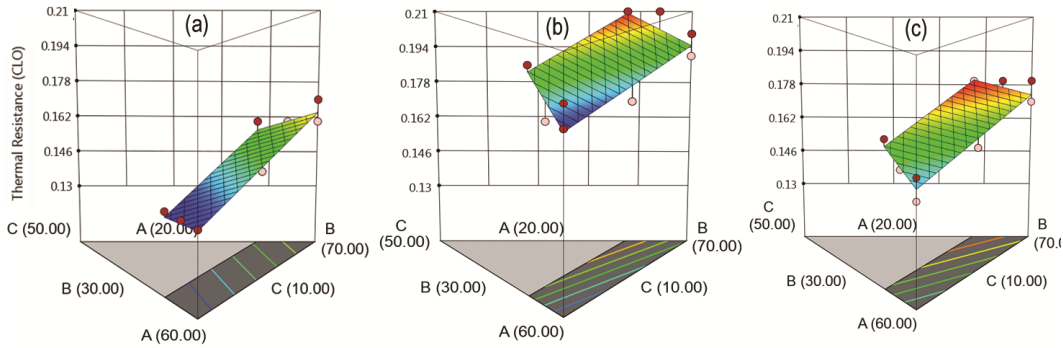 Thermal Resistance (CLO)
(a)
0.21
0.194
0.178
0.162
0.146
0.13
C (50.00)
A (20.00)
B
(70.00)
B (30.00)
C (10.00)
A (60.00)
(b)
0.21
0.194
0.178
0.162
0.146
0.13
C
(50.00)
A (20.00)
B
(70.00)
B (30.00)
C (10.00)
A (60.00)
(c)
0.21
0.194
0.178
0.162
0.146
0.13
C
(50.00)
A (20.00)
B
(70.0
B (30.00)
C (10.00)
A (60.00)